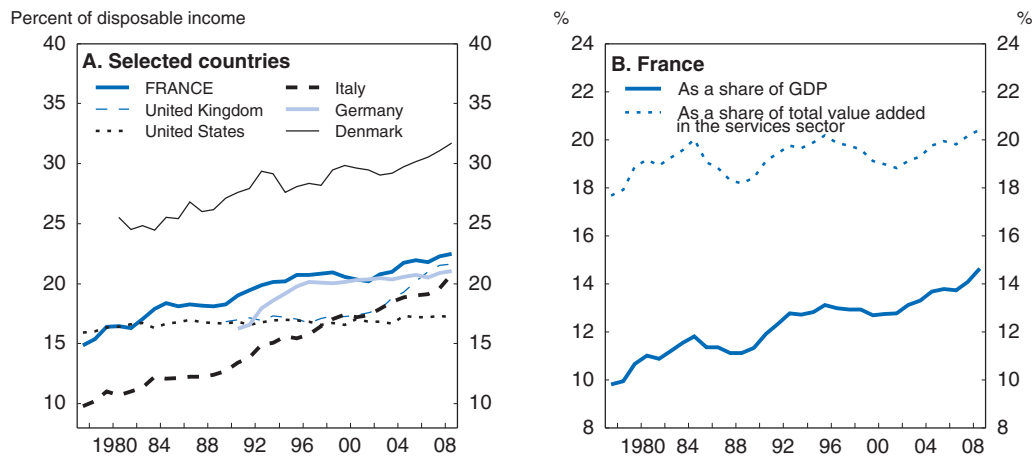 Percent of disposable income
40
35
30
25
20
15
10
A. Selected countries
FRANCE
United Kingdom
United States
Italy
Germany
Denmark
40
35
30
25
20
15
10
1980 84 88 92 96 00 04 08
% %
24
22
20
18
16
14
12
10
8
B. France
As a share of GDP
As a share of total value added
in the services sector
24
22
20
18
16
14
12
10
8
1980 84 88 92 96 00 04 08